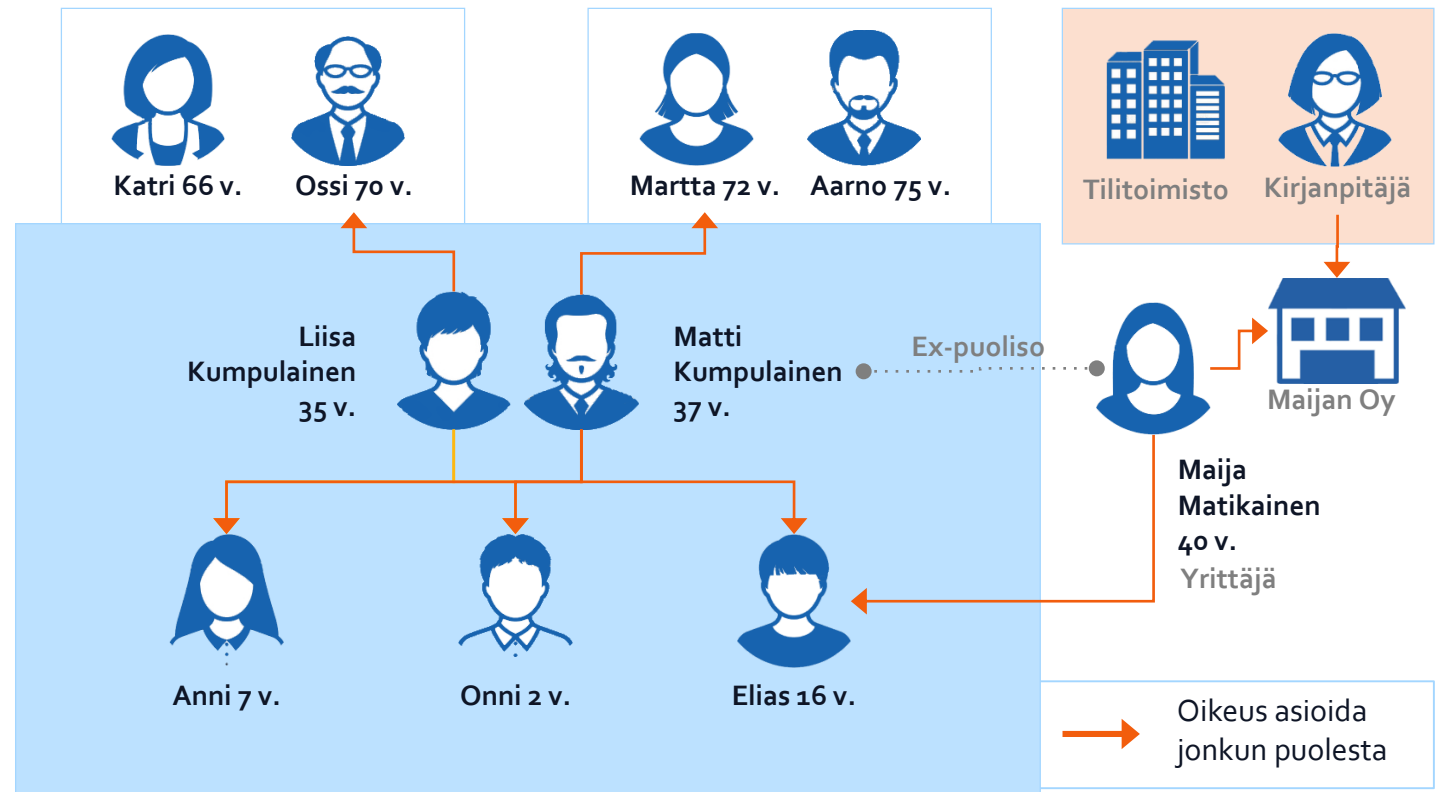 Katri 66 v.
Ossi 70 v.
Martta 72 v.
Aarno 75 v.
Tilitoimisto
Kirjanpitäjä
Liisa
Kumpulainen
35 v.
Matti
Kumpulainen
37 v.
Ex-puoliso
Maijan Oy
Maija
Matikainen
40 v.
Yrittäjä
Anni 7 v.
Onni 2 v.
Elias 16 v.
Oikeus asioida
jonkun puolesta